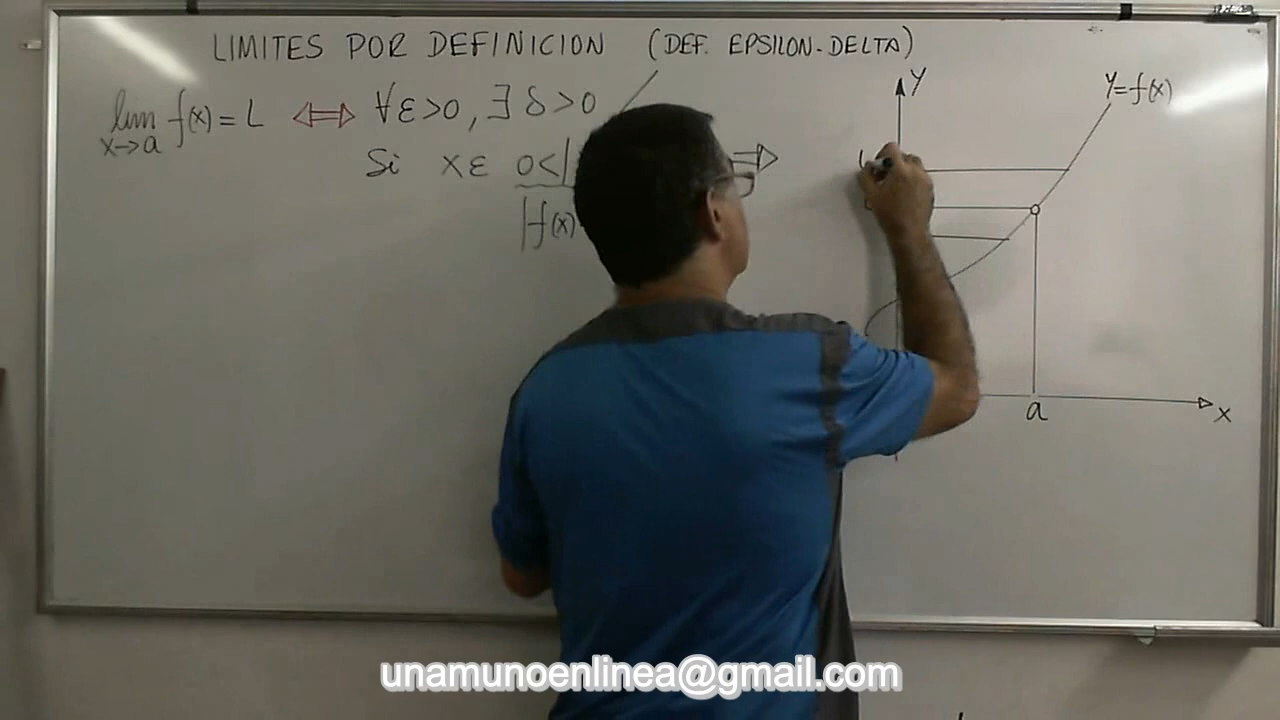 LIMITES POR DEFINICION (DEF. EPSILON-DELTA)
lim f(x) = L ⇔ ∀ε>0, ∃ δ>0 /
x→a
Si x ε 0<| ⇒
|f(x)
Y
Y=f(x)
a
x
unamunoenlinea@gmail.com